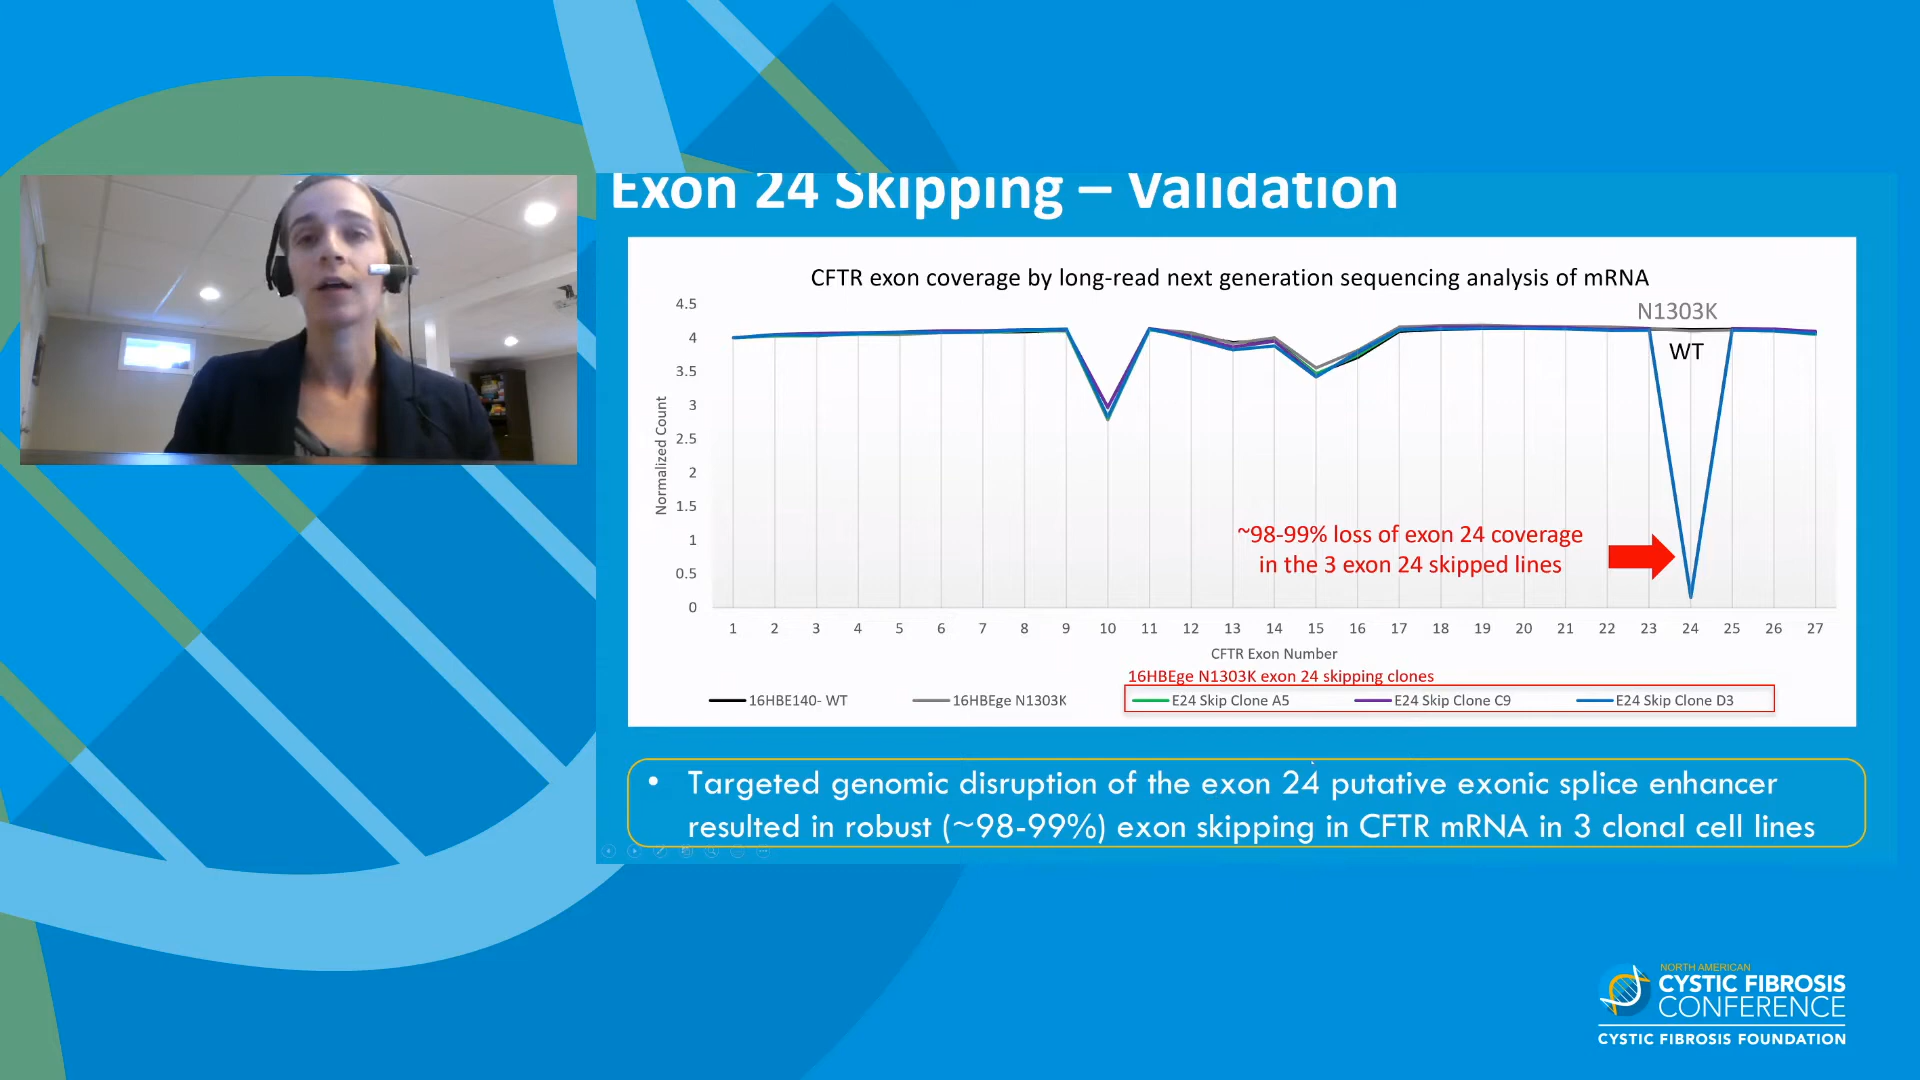 Exon 24 Skipping – Validation
CFTR exon coverage by long-read next generation sequencing analysis of mRNA
N1303K
WT
4.5
4
3.5
3
2.5
2
1.5
1
0.5
0
Normalized Count
~98-99% loss of exon 24 coverage
in the 3 exon 24 skipped lines
1 2 3 4 5 6 7 8 9 10 11 12 13 14 15 16 17 18 19 20 21 22 23 24 25 26 27
CFTR Exon Number
16HBEge N1303K exon 24 skipping clones
16HBE140- WT 16HBEge N1303K E24 Skip Clone A5 E24 Skip Clone C9 E24 Skip Clone D3
• Targeted genomic disruption of the exon 24 putative exonic splice enhancer
resulted in robust (~98-99%) exon skipping in CFTR mRNA in 3 clonal cell lines
NORTH AMERICAN
CYSTIC FIBROSIS
CONFERENCE
CYSTIC FIBROSIS FOUNDATION